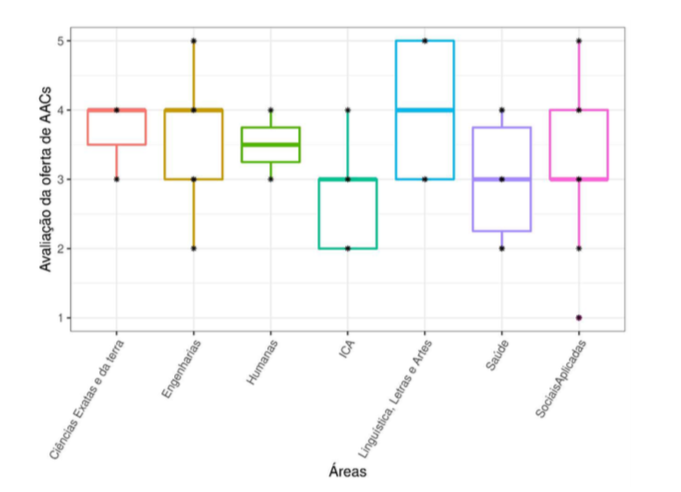 Avaliação da oferta de AACs
5
4
3
2
1
Ciências Exatas e da terra
Engenharias
Humanas
ICA
Linguistica, Letras e Artes
Saúde
SociaisAplicadas
Áreas